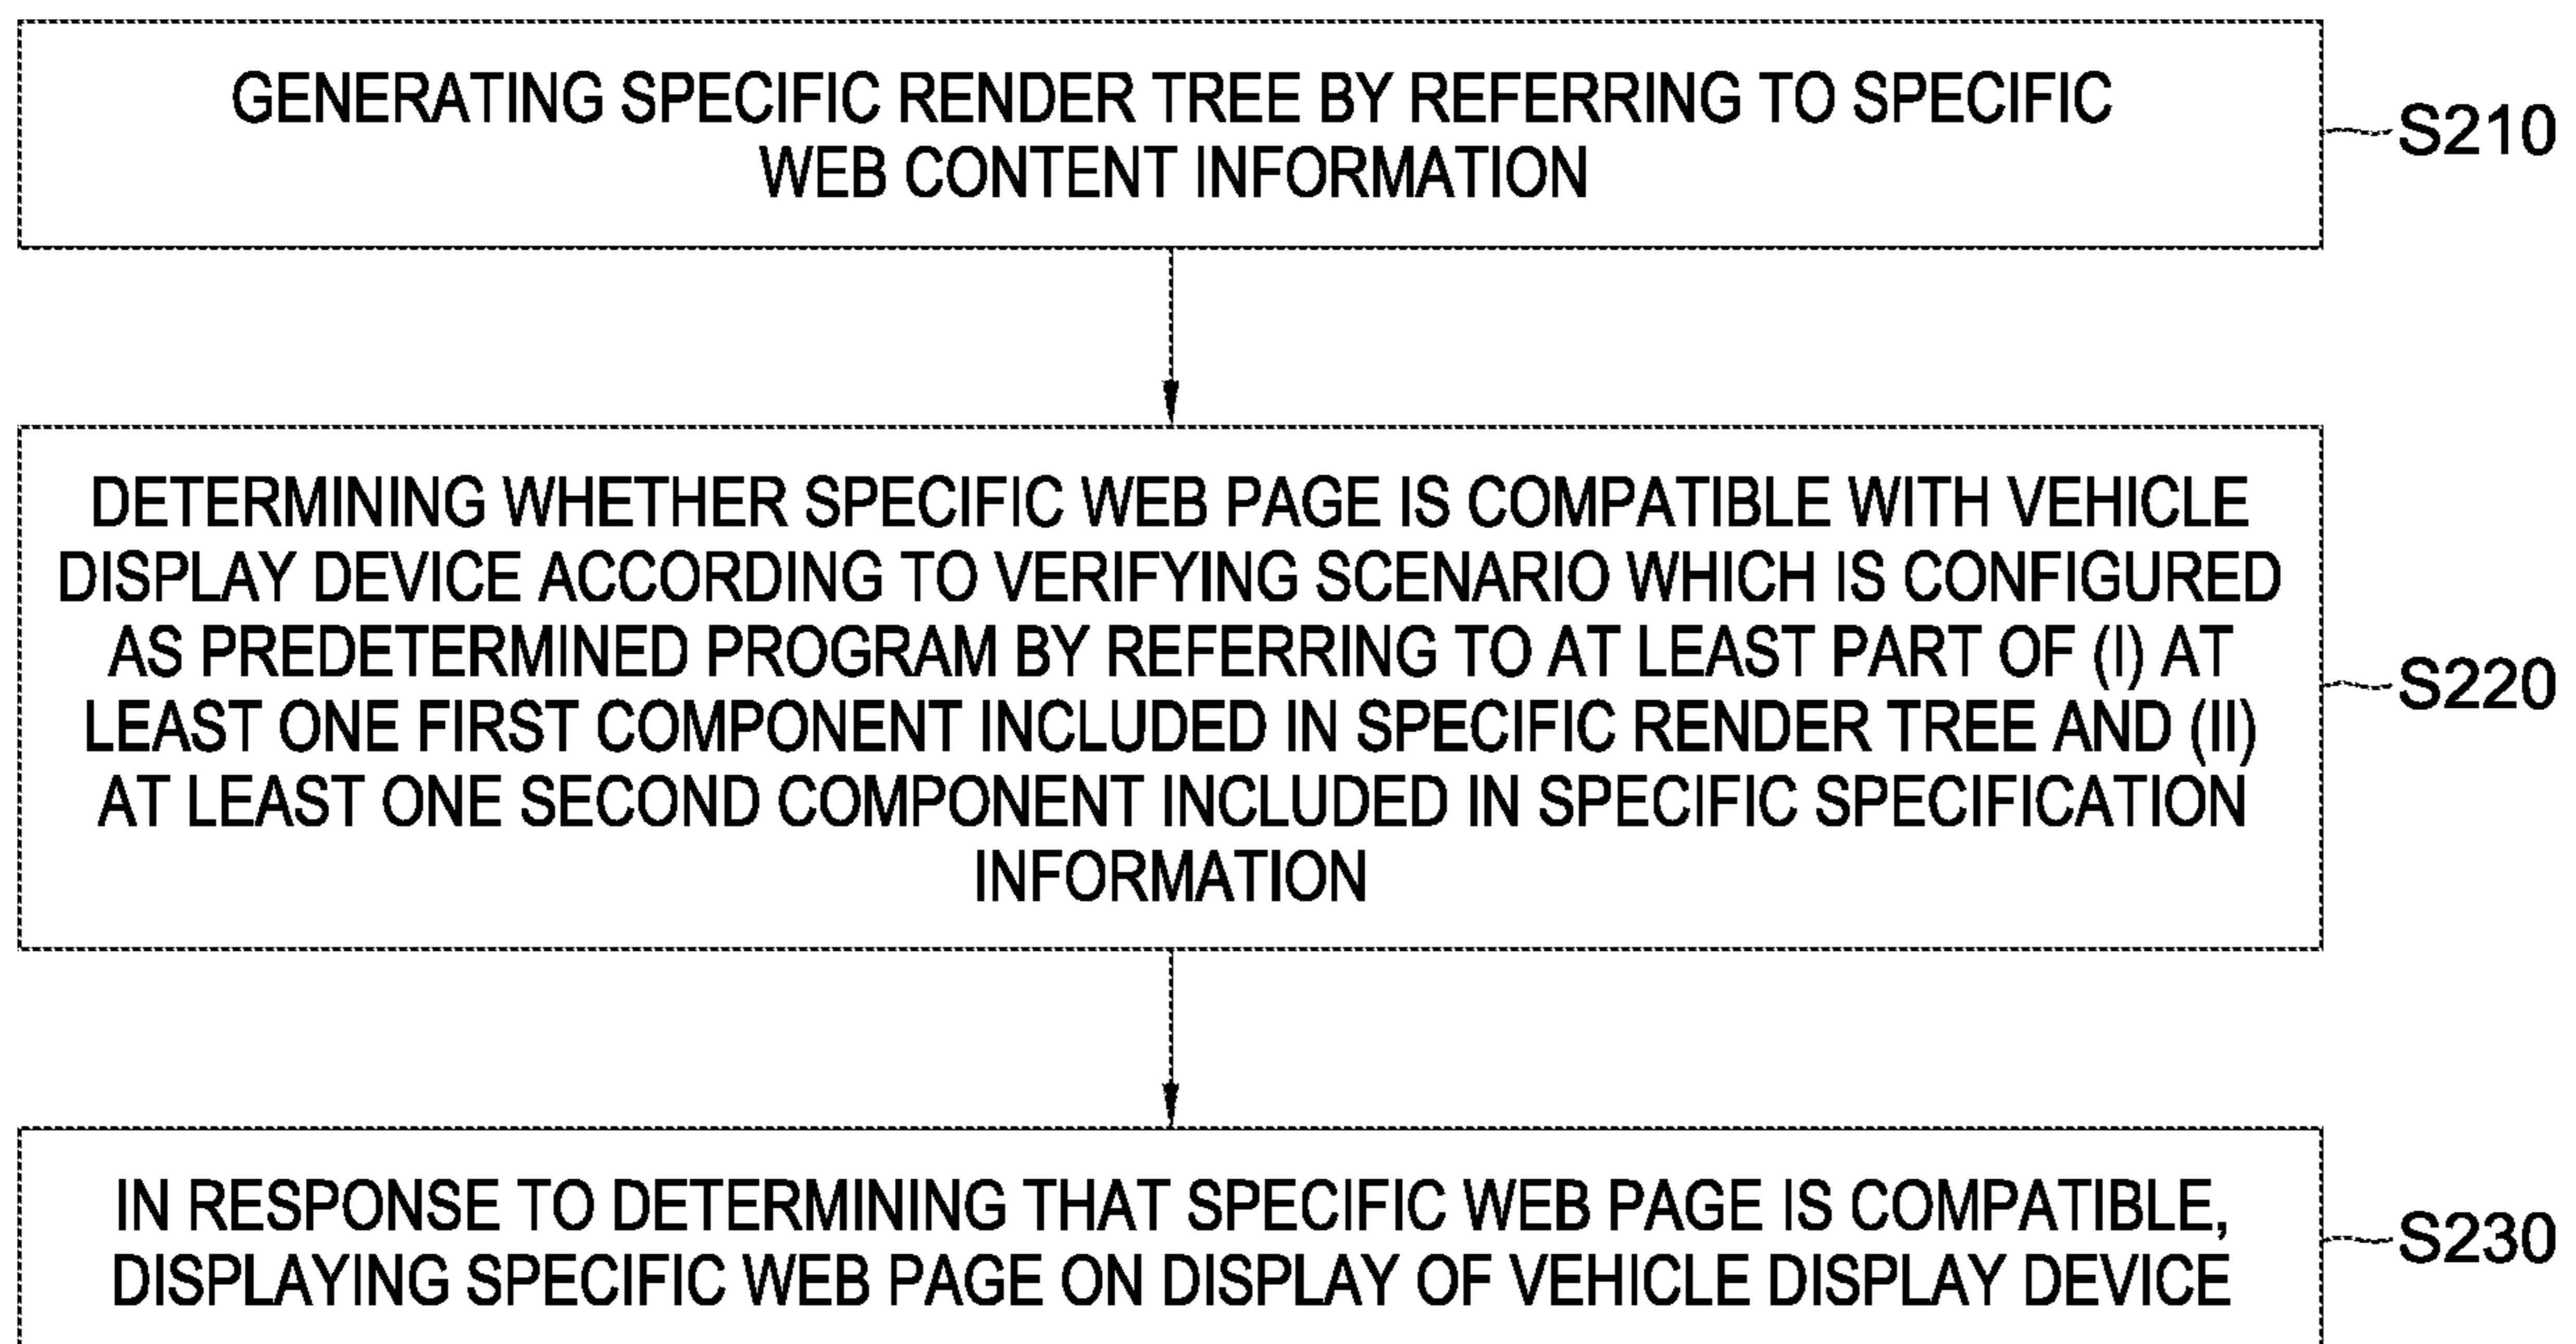 GENERATING SPECIFIC RENDER TREE BY REFERRING TO SPECIFIC
WEB CONTENT INFORMATION
S210
DETERMINING WHETHER SPECIFIC WEB PAGE IS COMPATIBLE WITH VEHICLE
DISPLAY DEVICE ACCORDING TO VERIFYING SCENARIO WHICH IS CONFIGURED
AS PREDETERMINED PROGRAM BY REFERRING TO AT LEAST PART OF (I) AT
LEAST ONE FIRST COMPONENT INCLUDED IN SPECIFIC RENDER TREE AND (II)
AT LEAST ONE SECOND COMPONENT INCLUDED IN SPECIFIC SPECIFICATION
INFORMATION
S220
IN RESPONSE TO DETERMINING THAT SPECIFIC WEB PAGE IS COMPATIBLE,
DISPLAYING SPECIFIC WEB PAGE ON DISPLAY OF VEHICLE DISPLAY DEVICE
S230